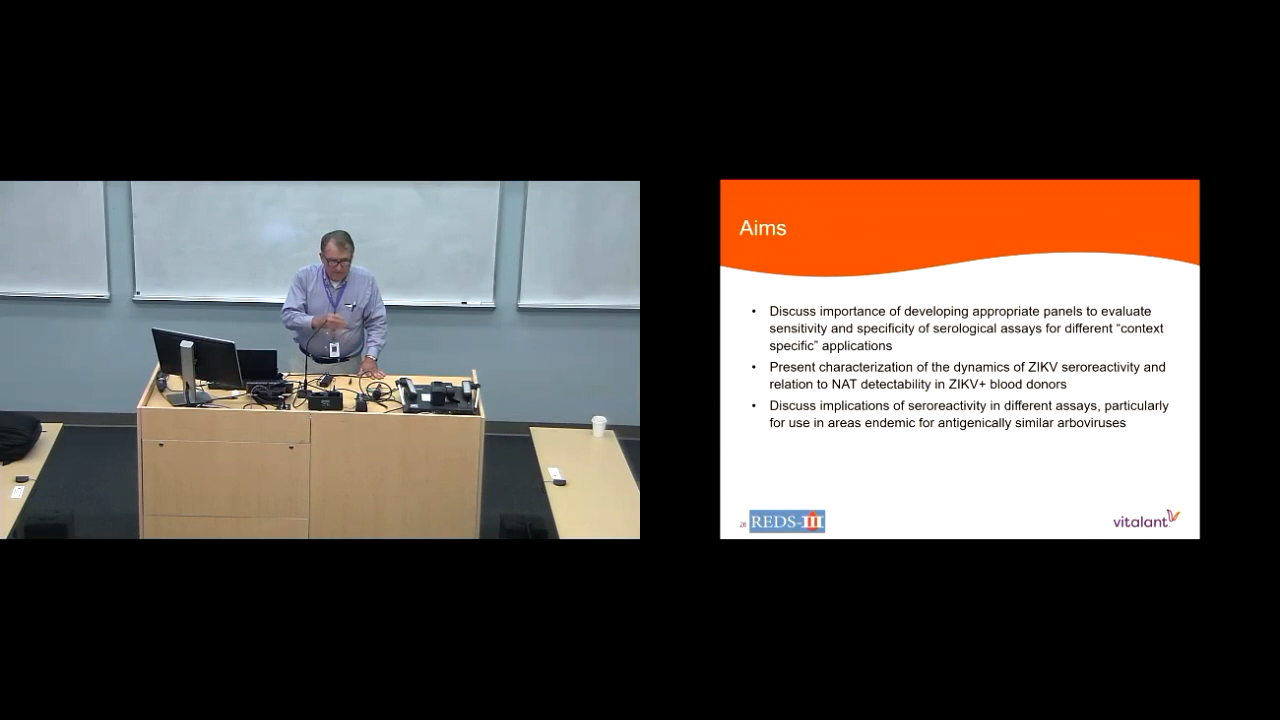 Aims
• Discuss importance of developing appropriate panels to evaluate
sensitivity and specificity of serological assays for different “context
specific” applications
• Present characterization of the dynamics of ZIKV seroreactivity and
relation to NAT detectability in ZIKV+ blood donors
• Discuss implications of seroreactivity in different assays, particularly
for use in areas endemic for antigenically similar arboviruses
REDS-III
vitalant